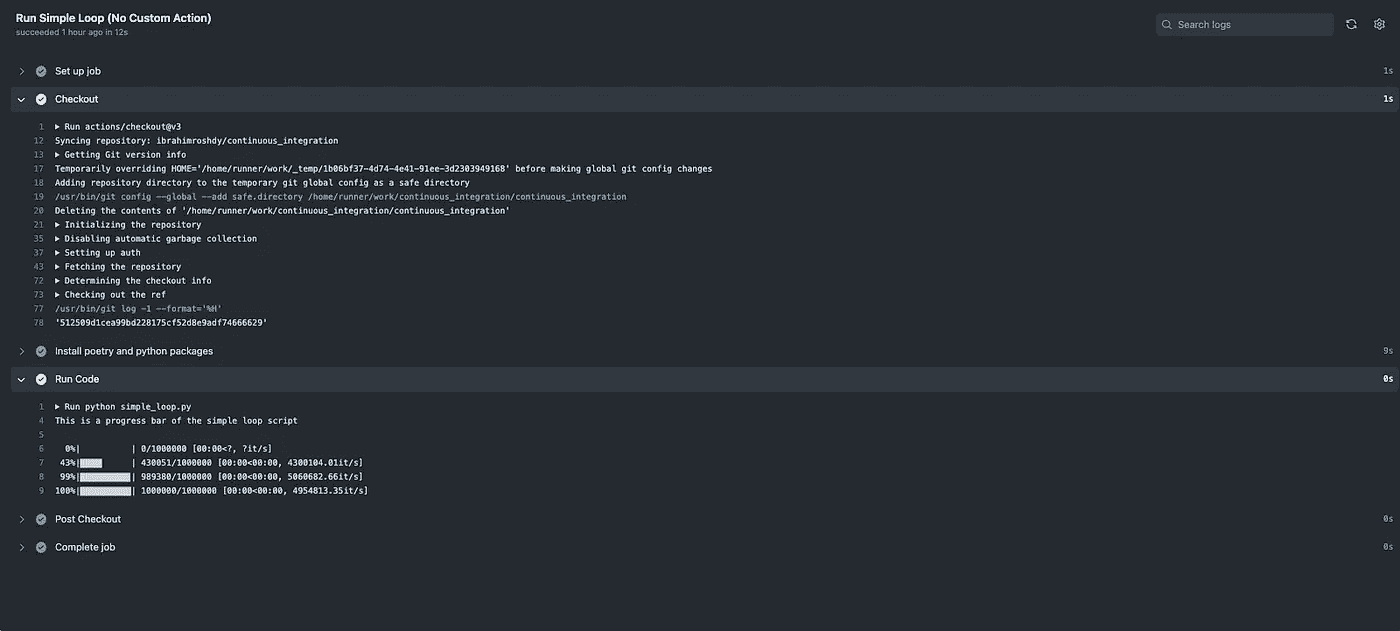 Run Simple Loop (No Custom Action)
succeeded 1 hour ago in 12s
Search logs
Set up job 1s
Checkout 1s
1 ▶ Run actions/checkout@v3
12 Syncing repository: ibrahimroshdy/continuous_integration
13 ▶ Getting Git version info
17 Temporarily overriding HOME='/home/runner/work/_temp/1b06bf37-4d74-4e41-91ee-3d2303949168' before making global git config changes
18 Adding repository directory to the temporary git global config as a safe directory
19 /usr/bin/git config --global --add safe.directory /home/runner/work/continuous_integration/continuous_integration
20 Deleting the contents of '/home/runner/work/continuous_integration/continuous_integration'
21 ▶ Initializing the repository
35 ▶ Disabling automatic garbage collection
37 ▶ Setting up auth
43 ▶ Fetching the repository
72 ▶ Determining the checkout info
73 ▶ Checking out the ref
77 /usr/bin/git log -1 --format='%H'
78 '512509d1cea99bd228175cf52d8e9adf74666629'
Install poetry and python packages 9s
Run Code 0s
1 ▶ Run python simple_loop.py
4 This is a progress bar of the simple loop script
5
6 0%| | 0/1000000 [00:00<?, ?it/s]
7 43%|▓▓▓▓ | 430051/1000000 [00:00<00:00, 4300104.01it/s]
8 99%|▓▓▓▓▓▓▓▓▓▓| 989380/1000000 [00:00<00:00, 5060682.66it/s]
9 100%|▓▓▓▓▓▓▓▓▓▓| 1000000/1000000 [00:00<00:00, 4954813.35it/s]
Post Checkout 0s
Complete job 0s